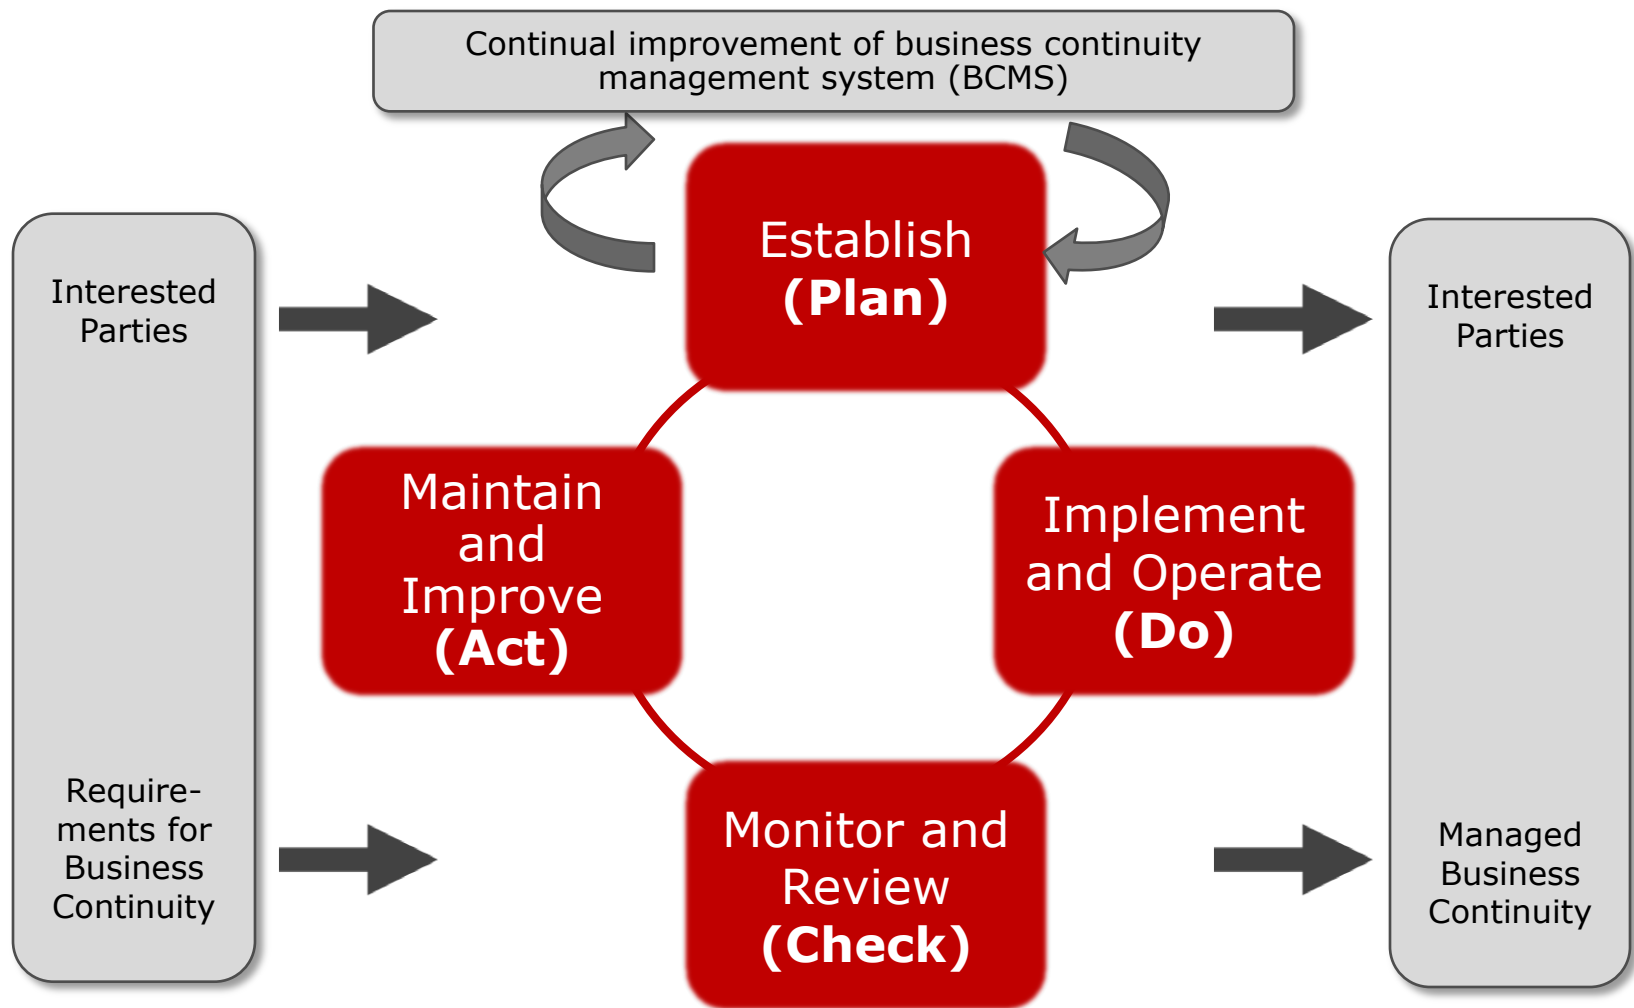 Continual improvement of business continuity
management system (BCMS)
Interested
Parties
Require-
ments for
Business
Continuity
Establish
(Plan)
Maintain
and
Improve
(Act)
Implement
and Operate
(Do)
Monitor and
Review
(Check)
Interested
Parties
Managed
Business
Continuity